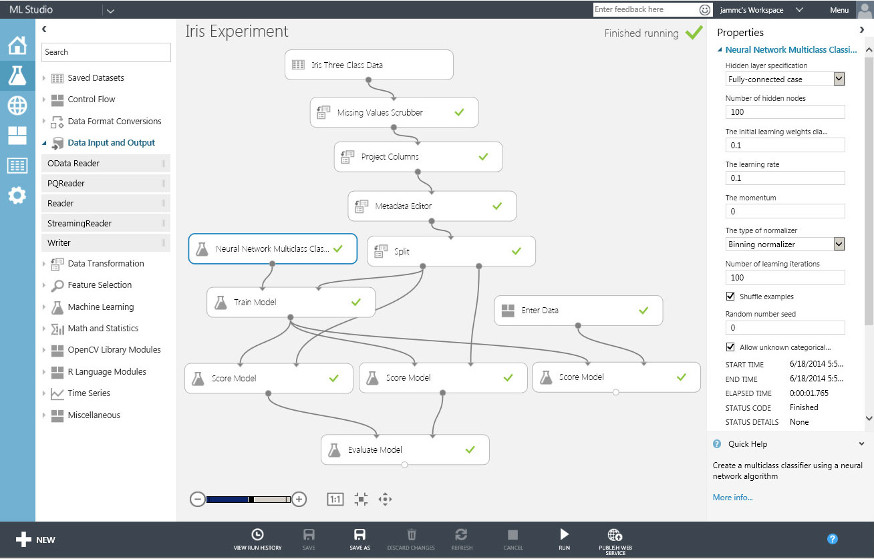 ML Studio
Enter feedback here
jammc's Workspace
Menu
Search
Saved Datasets
Control Flow
Data Format Conversions
Data Input and Output
OData Reader
PQReader
Reader
StreamingReader
Writer
Data Transformation
Feature Selection
Machine Learning
Math and Statistics
OpenCV Library Modules
R Language Modules
Time Series
Miscellaneous
Iris Experiment
Finished running
Iris Three Class Data
Missing Values Scrubber
Project Columns
Metadata Editor
Neural Network Multiclass Clas...
Split
Train Model
Enter Data
Score Model
Score Model
Score Model
Evaluate Model
1:1
Properties
Neural Network Multiclass Classi...
Hidden layer specification
Fully-connected case
Number of hidden nodes
100
The initial learning weights dia...
0.1
The learning rate
0.1
The momentum
0
The type of normalizer
Binning normalizer
Number of learning iterations
100
Shuffle examples
Random number seed
0
Allow unknown categorical...
START TIME 6/18/2014 5:5...
END TIME 6/18/2014 5:5...
ELAPSED TIME 0:00:01.765
STATUS CODE Finished
STATUS DETAILS None
Quick Help
Create a multiclass classifier using a neural
network algorithm
More info...
NEW
VIEW RUN HISTORY
SAVE
SAVE AS
DISCARD CHANGES
REFRESH
CANCEL
RUN
PUBLISH WEB
SERVICE